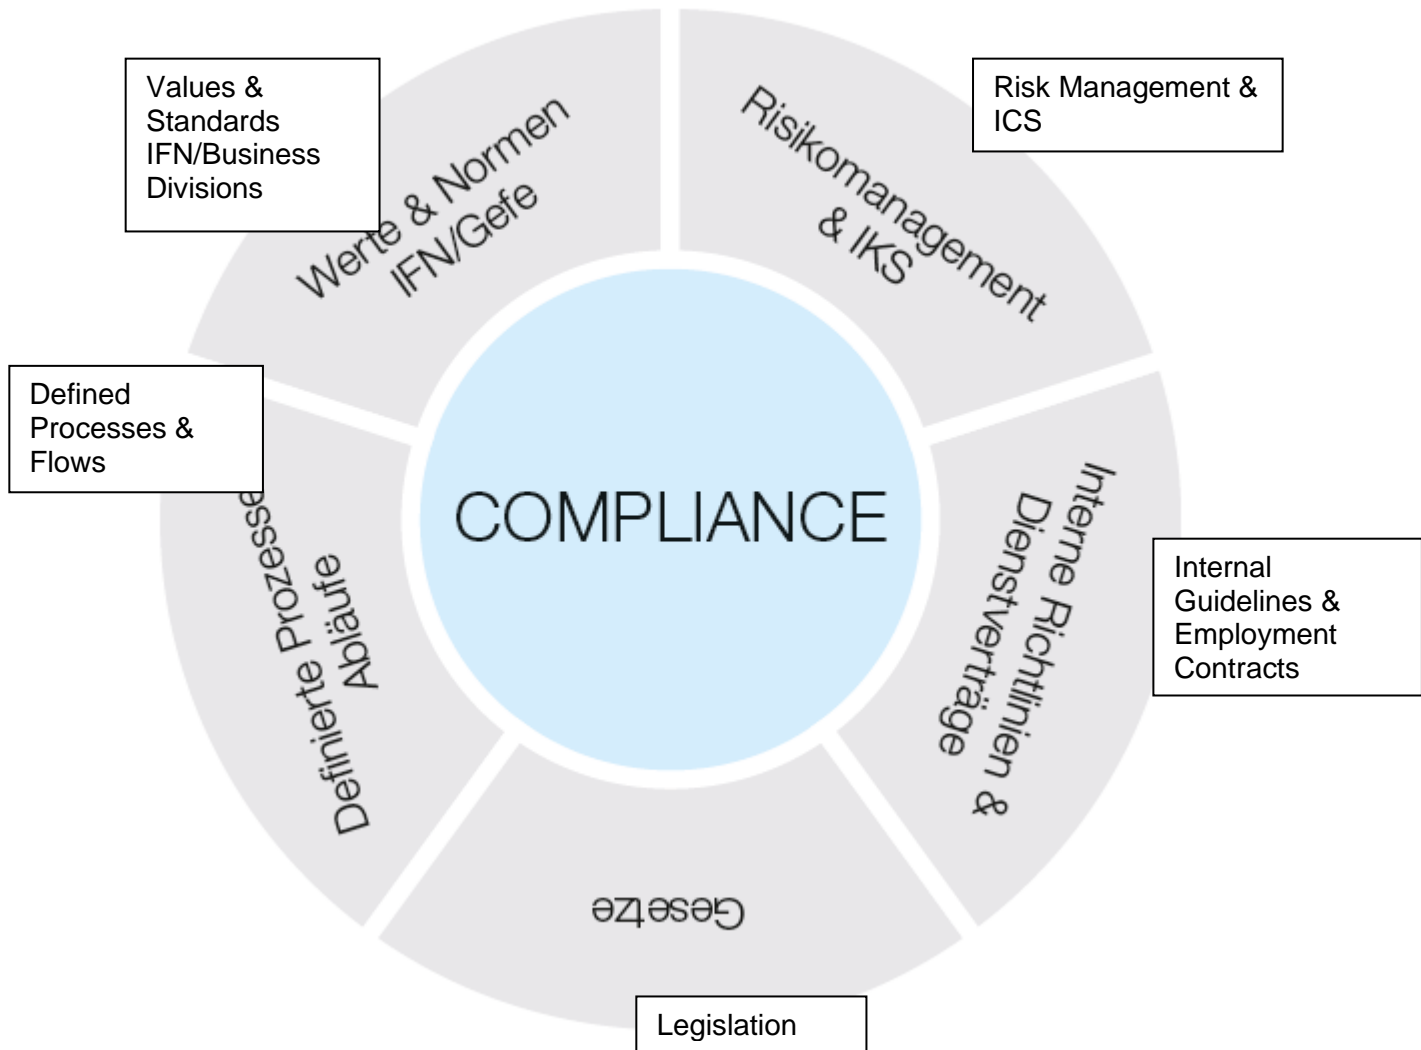 Values &
Standards
IFN/Business
Divisions
Werte & Normen
IFN/Gefe
Risk Management &
ICS
Risikomanagement
& IKS
Defined
Processes &
Flows
Definierte Prozesse
Abläufe
COMPLIANCE
Interne Richtlinien &
Dienstverträge
Internal
Guidelines &
Employment
Contracts
Gesetze
Legislation